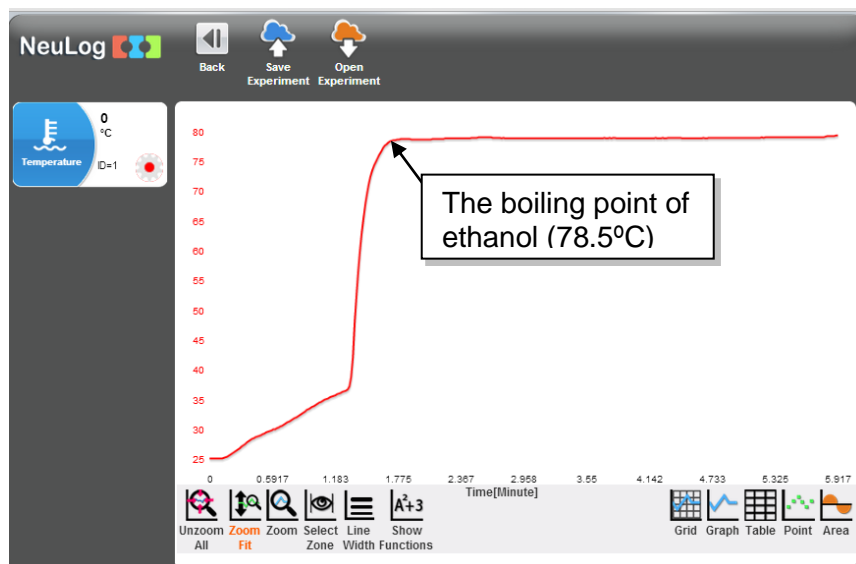 NeuLog
Back
Save
Experiment
Open
Experiment
0
°C
Temperature
ID=1
80
75
70
65
60
55
50
45
40
35
30
25
The boiling point of
ethanol (78.5ºC)
0 0.5917 1.183 1.775 2.367 2.958 3.55 4.142 4.733 5.325 5.917
Time[Minute]
A²+3
Unzoom
All
Zoom
Fit
Zoom
Select
Zone
Line
Width
Show
Functions
Grid
Graph
Table
Point
Area